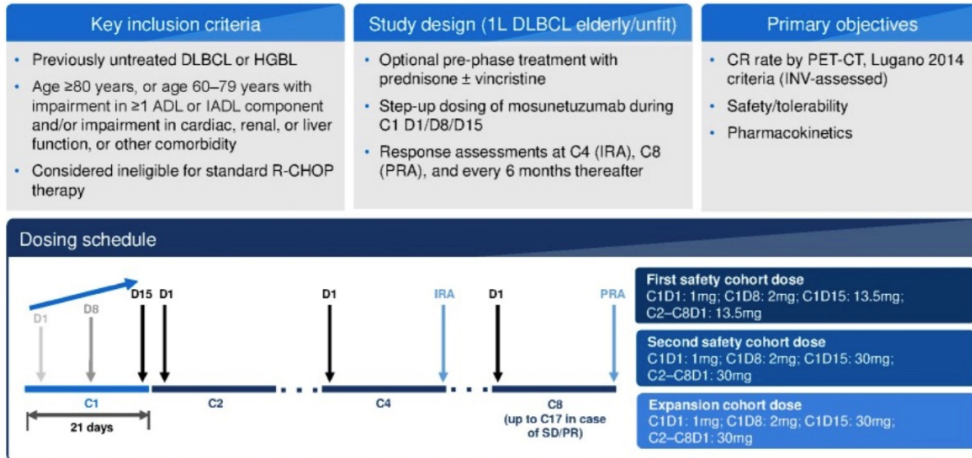 Key inclusion criteria
• Previously untreated DLBCL or HGBL
• Age ≥80 years, or age 60–79 years with
impairment in ≥1 ADL or IADL component
and/or impairment in cardiac, renal, or liver
function, or other comorbidity
• Considered ineligible for standard R-CHOP
therapy
Study design (1L DLBCL elderly/unfit)
• Optional pre-phase treatment with
prednisone ± vincristine
• Step-up dosing of mosunetuzumab during
C1 D1/D8/D15
• Response assessments at C4 (IRA), C8
(PRA), and every 6 months thereafter
Primary objectives
• CR rate by PET-CT, Lugano 2014
criteria (INV-assessed)
• Safety/tolerability
• Pharmacokinetics
Dosing schedule
D1
D8
D15
D1
D1
IRA
D1
PRA
C1
C2
C4
C8
(up to C17 in case
of SD/PR)
21 days
First safety cohort dose
C1D1: 1mg; C1D8: 2mg; C1D15: 13.5mg;
C2–C8D1: 13.5mg
Second safety cohort dose
C1D1: 1mg; C1D8: 2mg; C1D15: 30mg;
C2–C8D1: 30mg
Expansion cohort dose
C1D1: 1mg; C1D8: 2mg; C1D15: 30mg;
C2–C8D1: 30mg